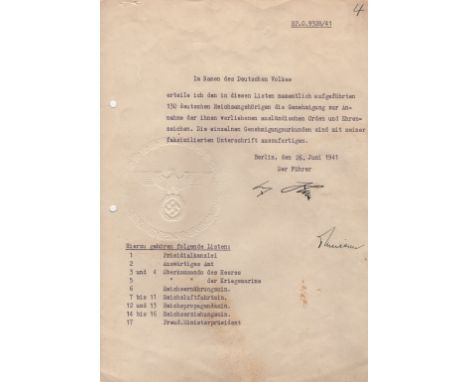 4
RP.O.9328/41
Im Namen des Deutschen Volkes
erteile ich den in diesen Listen namentlich aufgeführten
130 deutschen Reichsangehörigen die Genehmigung zur An-
nahme der ihnen verliehenen ausländischen Orden und Ehren-
zeichen. Die einzelnen Genehmigungsurkunden sind mit meiner
faksimilierten Unterschrift auszufertigen.
Berlin, den 26. Juni 1941
Der Führer
Hierzu gehören folgende Listen:
1 Präsidialkanzlei
2 Auswärtiges Amt
3 und 4 Oberkommando des Heeres
5 " " der Kriegsmarine
6 Reichsernährungsmin.
7 bis 11 Reichsluftfahrtmin.
12 und 13 Reichspropagandamin.
14 bis 16 Reichserziehungsmin.
17 Preuß.Ministerpräsident